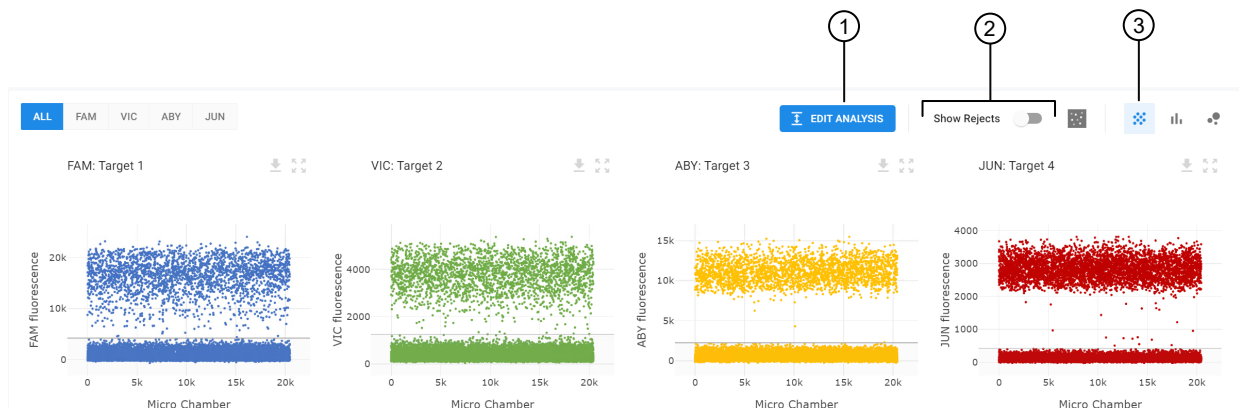 1 2 3
ALL FAM VIC ABY JUN EDIT ANALYSIS Show Rejects
FAM: Target 1 VIC: Target 2 ABY: Target 3 JUN: Target 4
FAM fluorescence
20k
10k
0
0 5k 10k 15k 20k
Micro Chamber
VIC fluorescence
4000
2000
0
0 5k 10k 15k 20k
Micro Chamber
ABY fluorescence
15k
10k
5k
0
0 5k 10k 15k 20k
Micro Chamber
JUN fluorescence
4000
3000
2000
1000
0
0 5k 10k 15k 20k
Micro Chamber